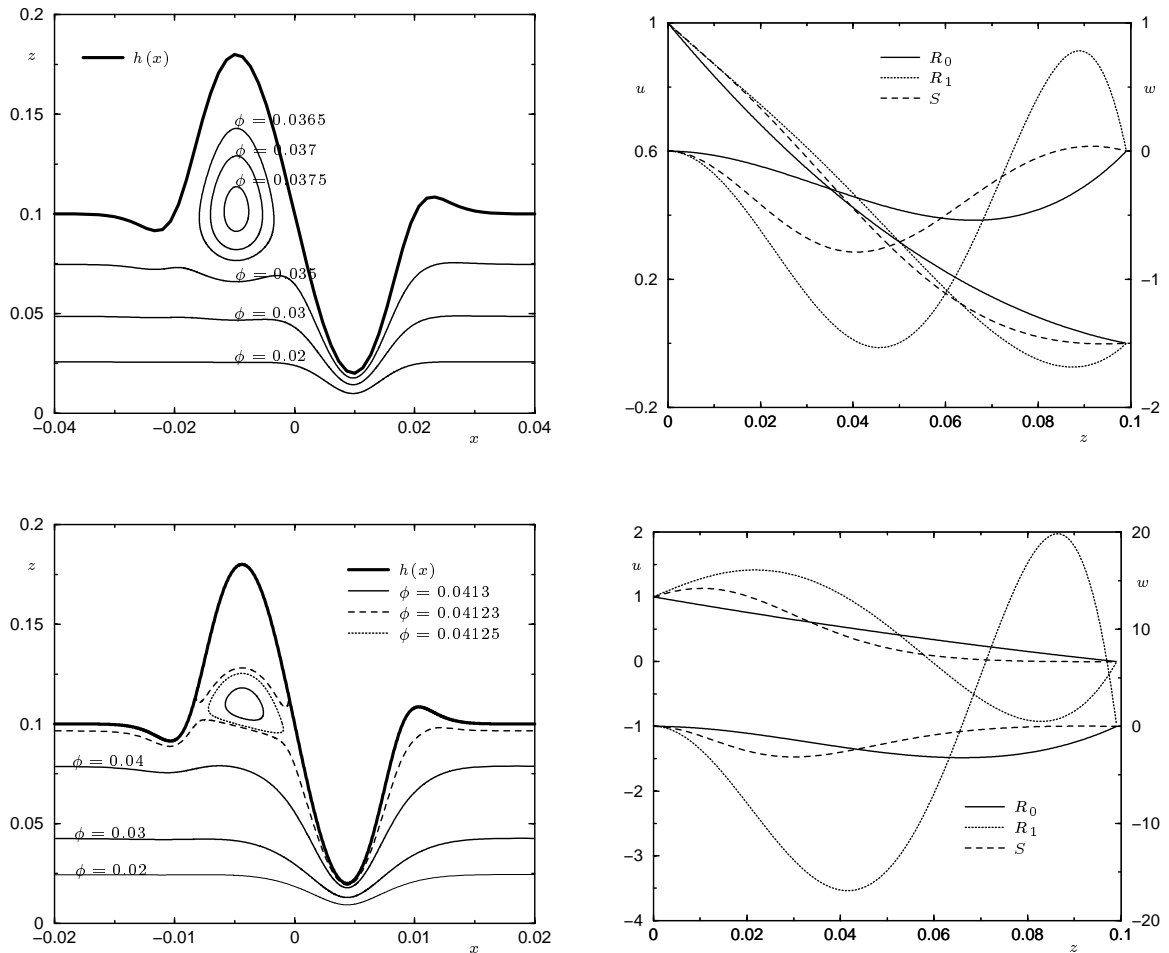 0.2
z
h(x)
0.15
ϕ = 0.0365
ϕ = 0.037
ϕ = 0.0375
0.1
ϕ = 0.035
0.05
ϕ = 0.03
ϕ = 0.02
0
−0.04
−0.02
0
0.02
0.04
x
1
1
R0
R1
S
u
w
0.6
0
0.2
−1
−0.2
−2
0
0.02
0.04
0.06
0.08
0.1
z
0.2
z
h(x)
ϕ = 0.0413
ϕ = 0.04123
ϕ = 0.04125
0.15
0.1
ϕ = 0.04
0.05
ϕ = 0.03
ϕ = 0.02
0
−0.02
−0.01
0
0.01
0.02
x
2
20
u
w
1
10
0
−1
0
−2
R0
−10
−3
R1
S
−4
−20
0
0.02
0.04
0.06
0.08
0.1
z